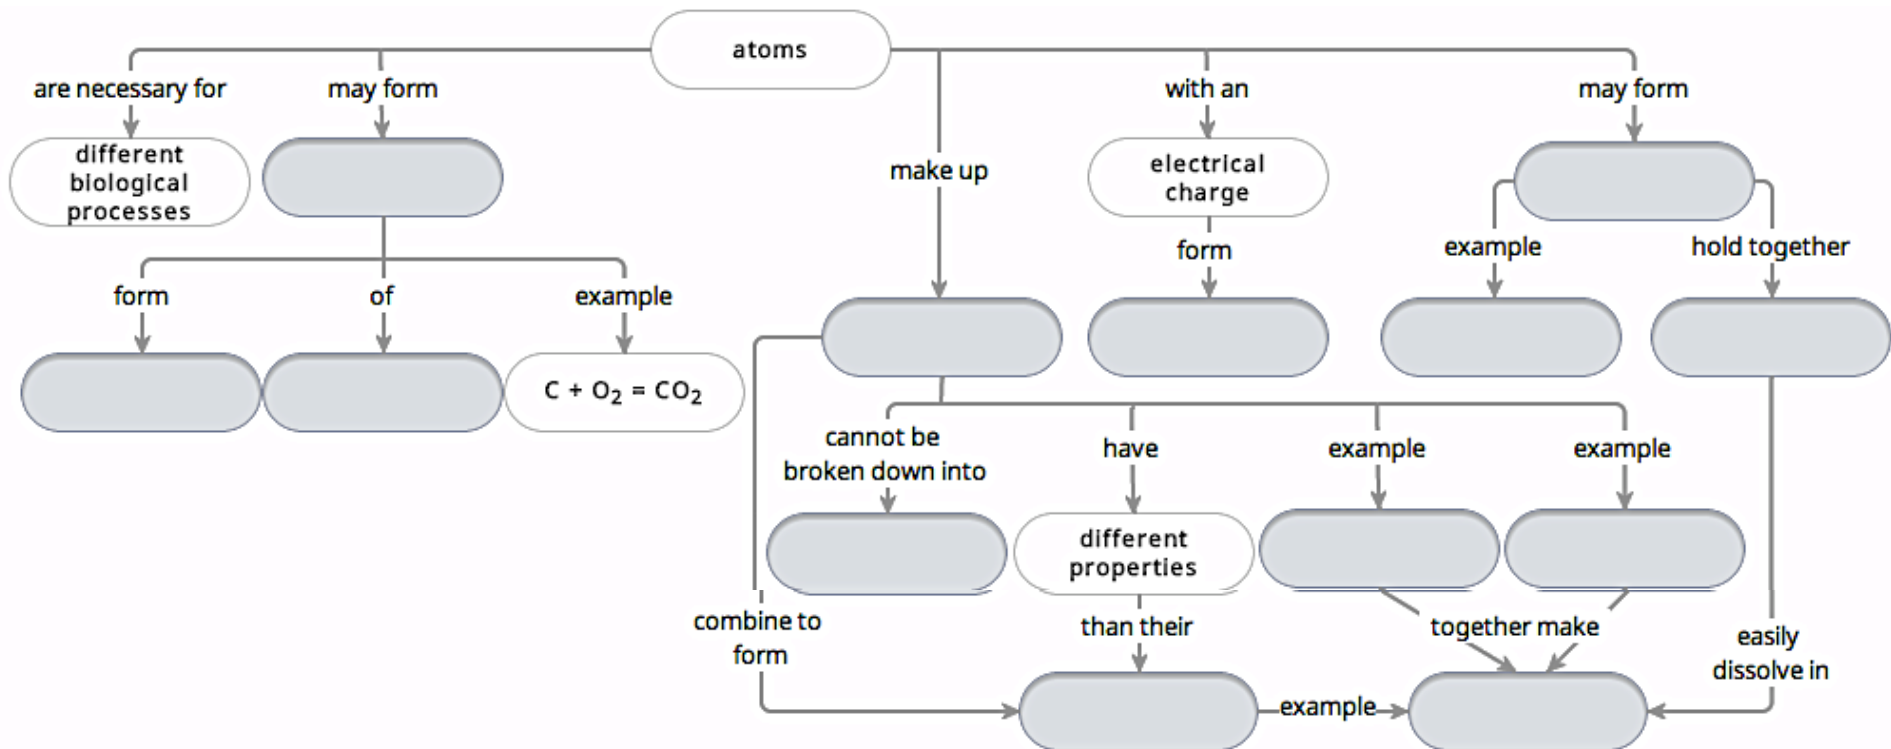 atoms
are necessary for
may form
make up
with an
may form
different
biological
processes
electrical
charge
form
example
hold together
form
of
example
C + O₂ = CO₂
cannot be
broken down into
have
example
example
different
properties
combine to
form
than their
together make
easily
dissolve in
example